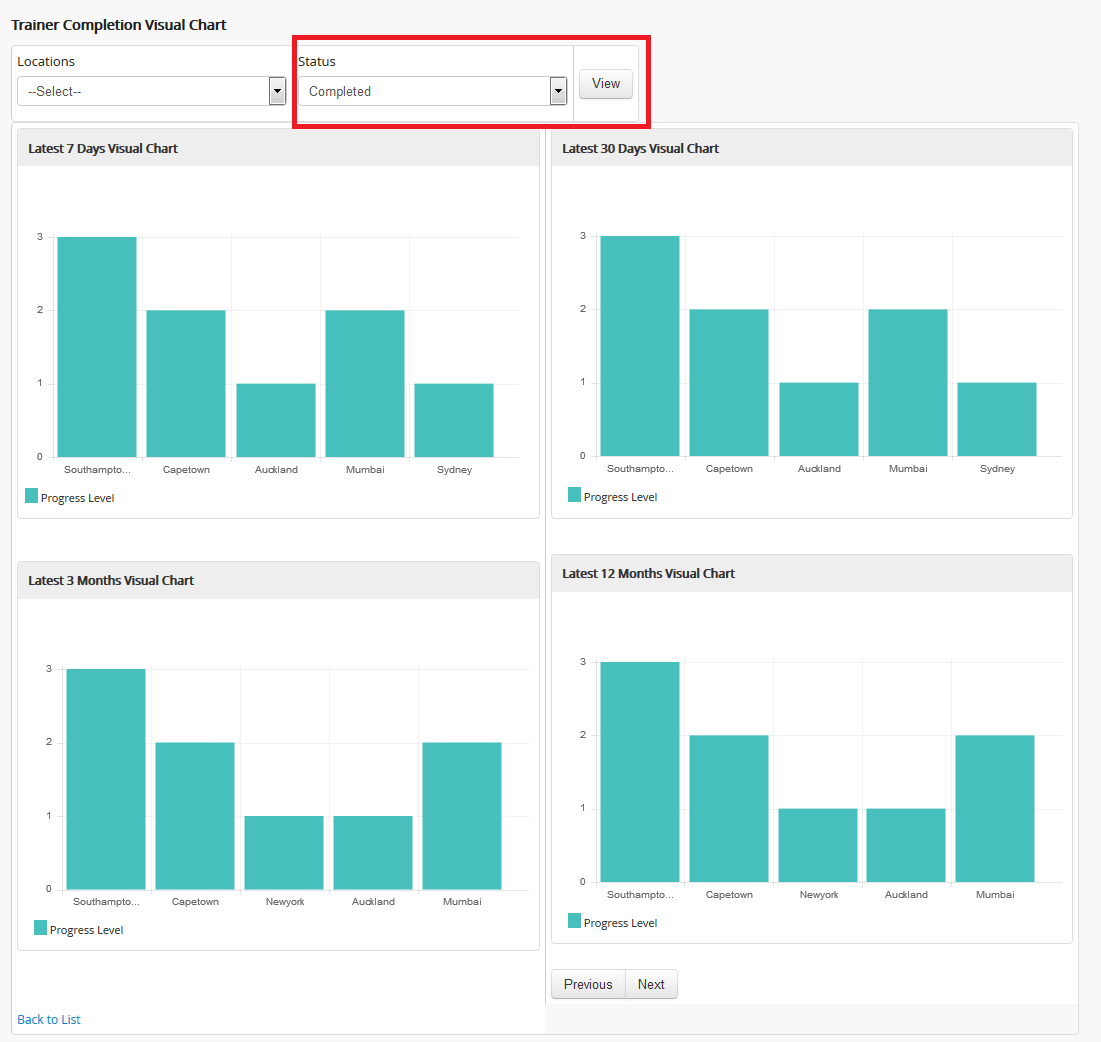 Trainer Completion Visual Chart
Locations
Status
--Select--
Completed
View
Latest 7 Days Visual Chart
3
2
1
0
Southampto...
Capetown
Auckland
Mumbai
Sydney
Progress Level
Latest 30 Days Visual Chart
3
2
1
0
Southampto...
Capetown
Auckland
Mumbai
Sydney
Progress Level
Latest 3 Months Visual Chart
3
2
1
0
Southampto...
Capetown
Newyork
Auckland
Mumbai
Progress Level
Latest 12 Months Visual Chart
3
2
1
0
Southampto...
Capetown
Newyork
Auckland
Mumbai
Progress Level
Previous
Next
Back to List